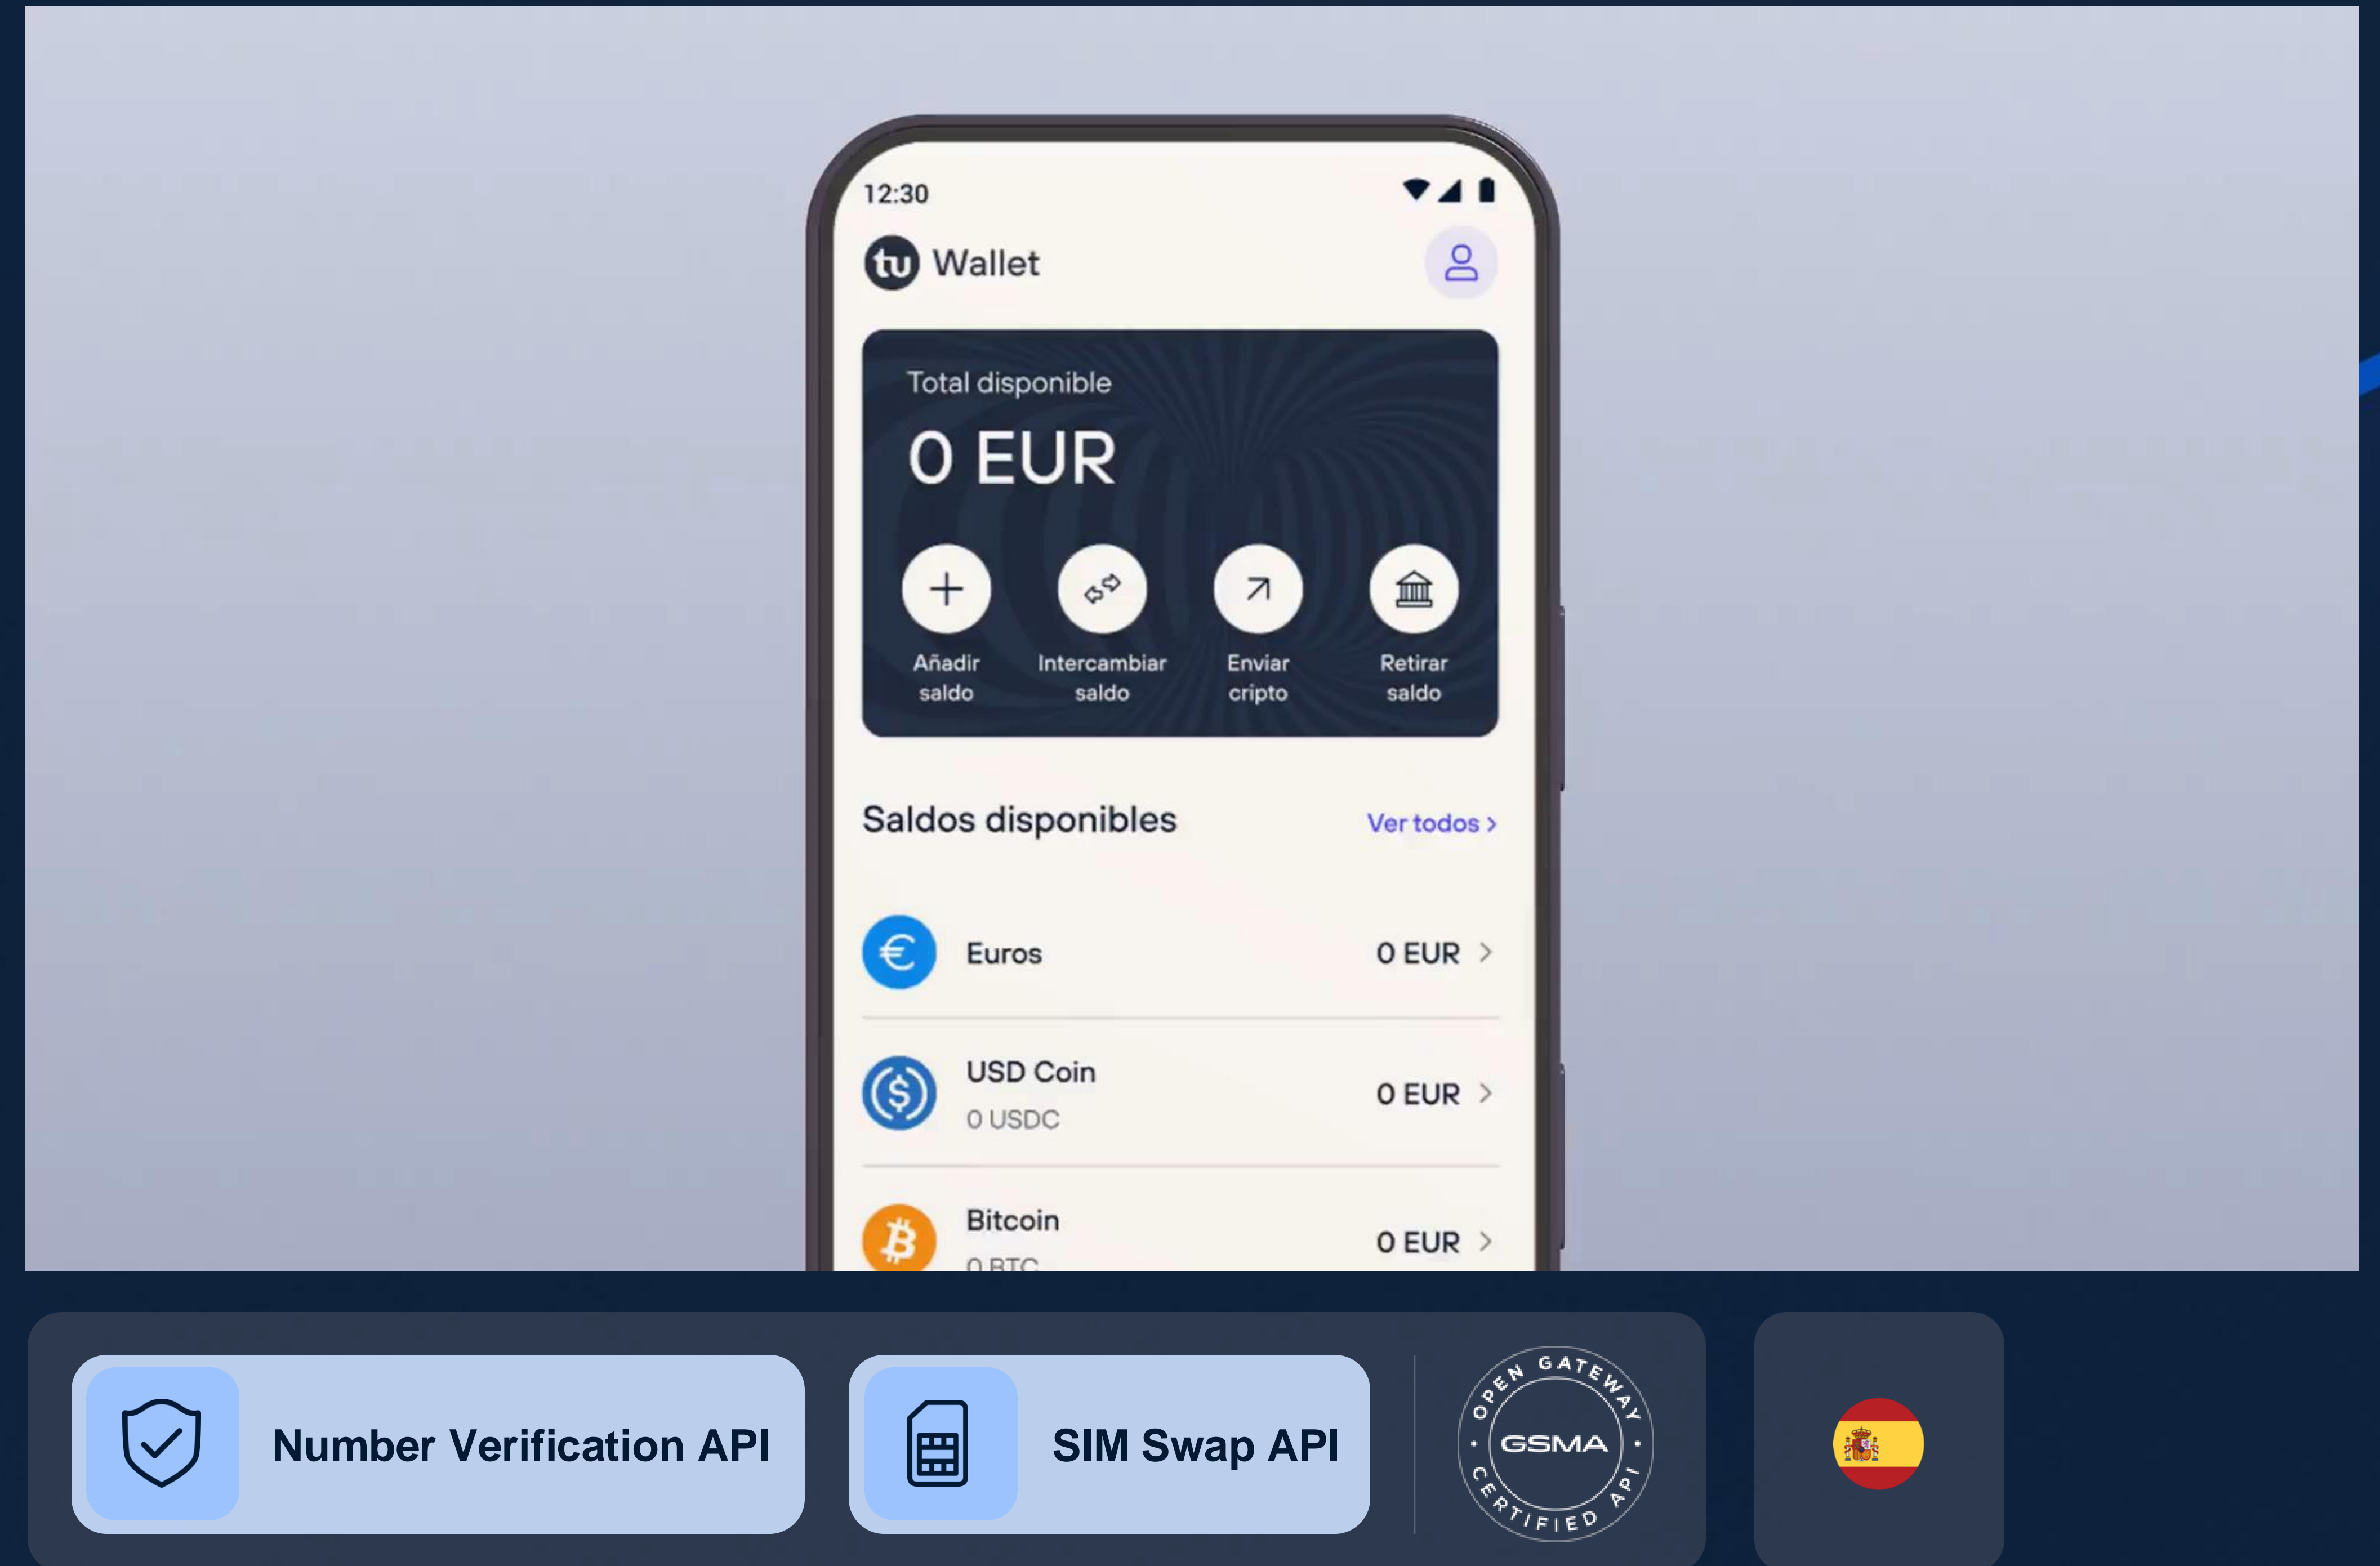 12:30
tu Wallet
Total disponible
0 EUR
Añadir saldo
Intercambiar saldo
Enviar cripto
Retirar saldo
Saldos disponibles
Ver todos >
Euros
0 EUR >
USD Coin
0 USDC
0 EUR >
Bitcoin
0 BTC
0 EUR >
Number Verification API
SIM Swap API
OPEN GATEWAY
GSMA
CERTIFIED API